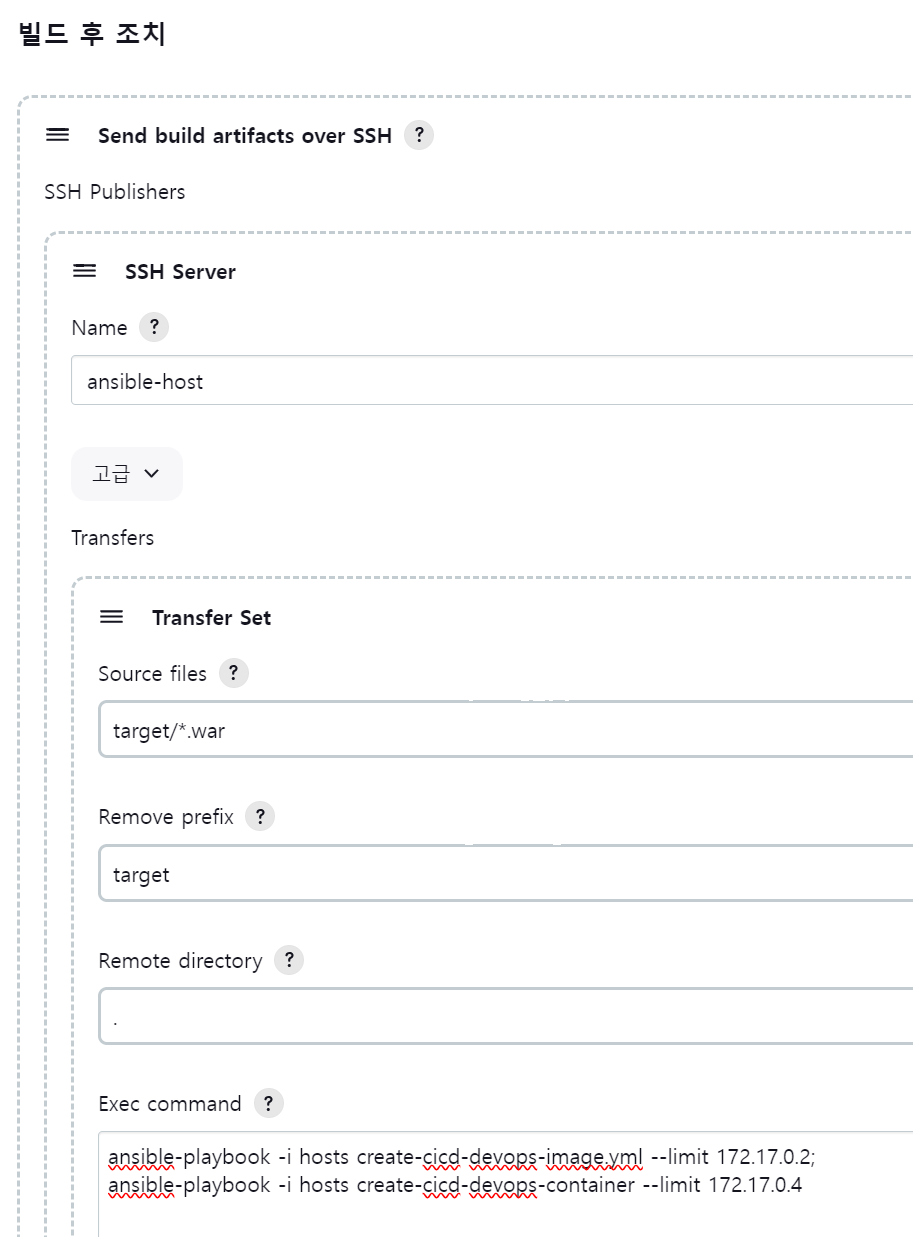 빌드 후 조치
Send build artifacts over SSH ?
SSH Publishers
SSH Server
Name ?
ansible-host
고급
Transfers
Transfer Set
Source files ?
target/*.war
Remove prefix ?
target
Remote directory ?
.
Exec command ?
ansible-playbook -i hosts create-cicd-devops-image.yml --limit 172.17.0.2;
ansible-playbook -i hosts create-cicd-devops-container --limit 172.17.0.4